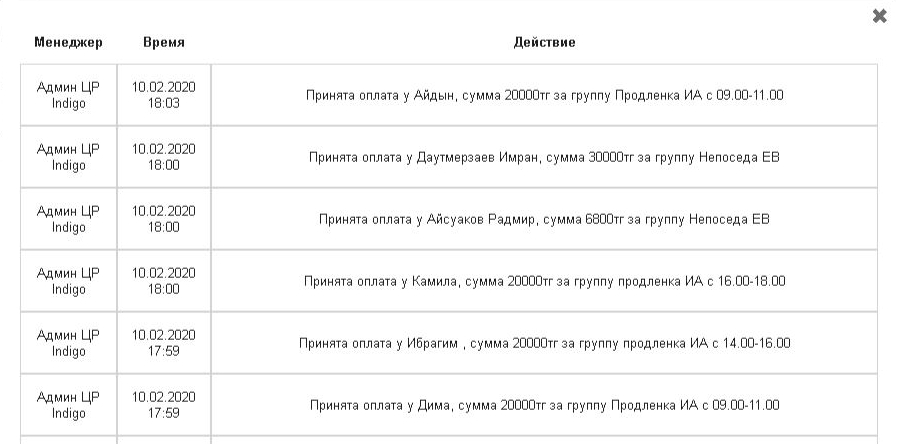 Менеджер Время Действие
Админ ЦР 10.02.2020
Indigo 18:03
Принята оплата у Айдын, сумма 20000тг за группу Продленка ИА с 09.00-11.00
Админ ЦР 10.02.2020
Indigo 18:00
Принята оплата у Даутмерзаев Имран, сумма 30000тг за группу Непоседа ЕВ
Админ ЦР 10.02.2020
Indigo 18:00
Принята оплата у Айсуаков Радмир, сумма 6800тг за группу Непоседа ЕВ
Админ ЦР 10.02.2020
Indigo 18:00
Принята оплата у Камила, сумма 20000тг за группу продленка ИА с 16.00-18.00
Админ ЦР 10.02.2020
Indigo 17:59
Принята оплата у Ибрагим , сумма 20000тг за группу продленка ИА с 14.00-16.00
Админ ЦР 10.02.2020
Indigo 17:59
Принята оплата у Дима, сумма 20000тг за группу Продленка ИА с 09.00-11.00